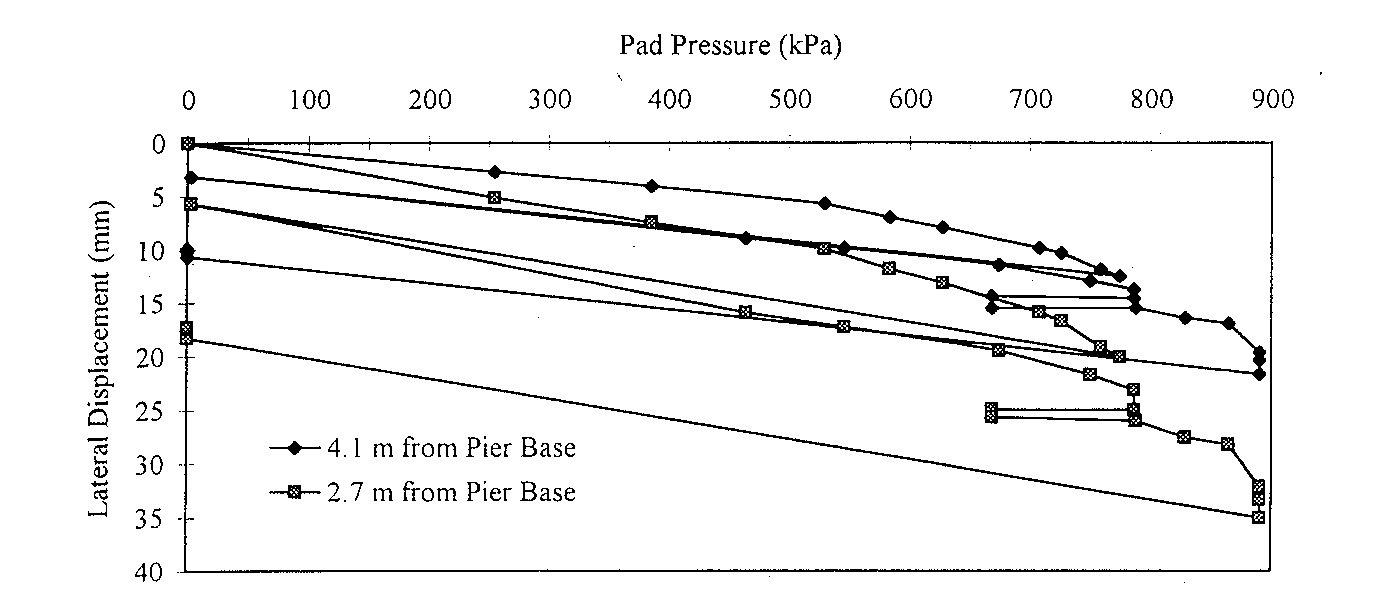 Pad Pressure (kPa)
0 100 200 300 400 500 600 700 800 900
0
5
10
15
20
25
30
35
40
Lateral Displacement (mm)
4.1 m from Pier Base
2.7 m from Pier Base